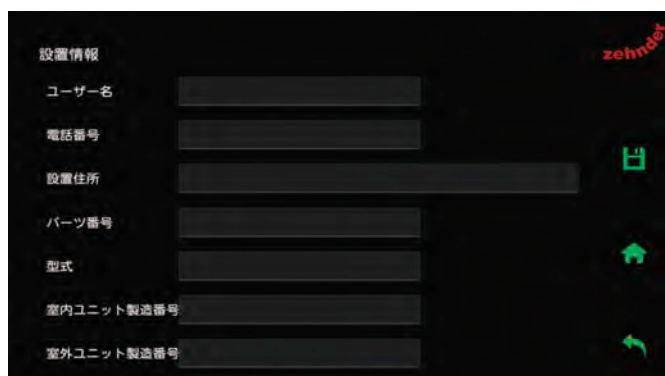 設置情報
zehnder
ユーザー名
電話番号
設置住所
パーツ番号
型式
室内ユニット製造番号
室外ユニット製造番号